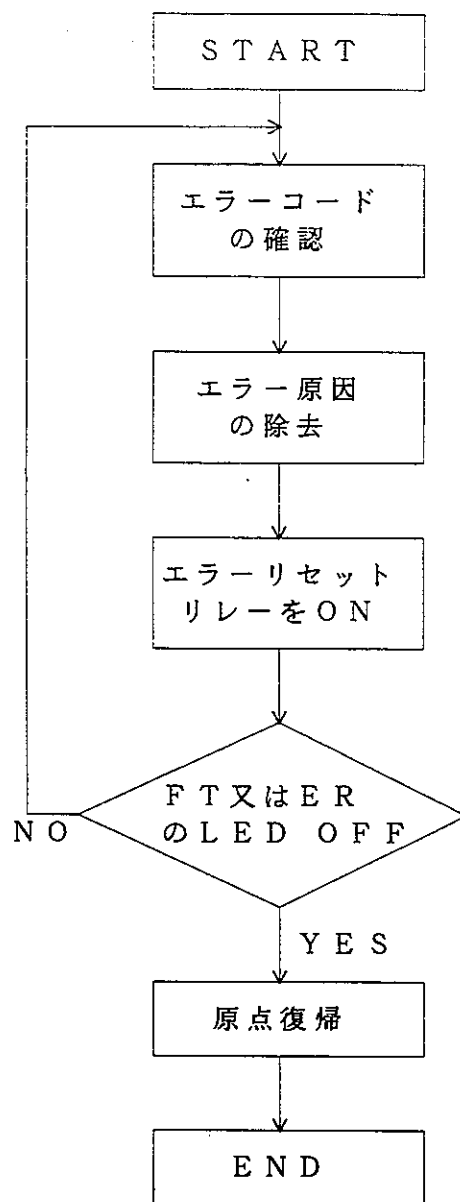 START
エラーコード
の確認
エラー原因
の除去
エラーリセット
リレーをON
FT又はER
のLED OFF
NO
YES
原点復帰
END